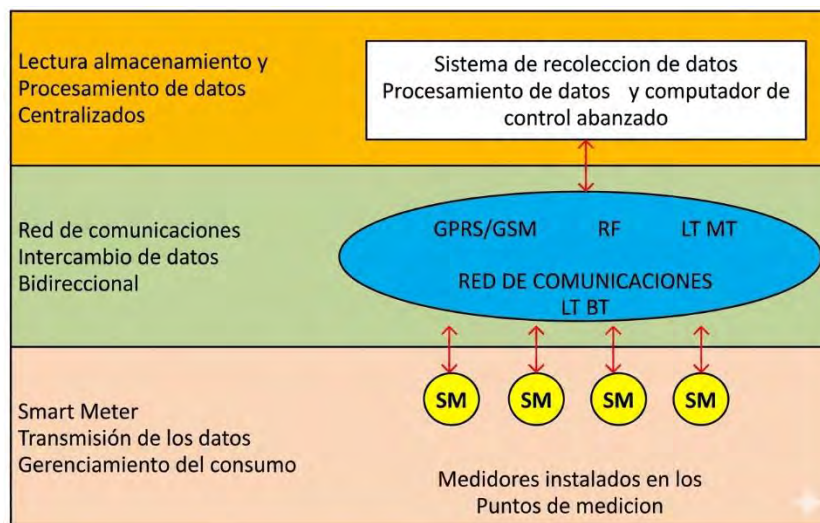 Lectura almacenamiento y
Procesamiento de datos
Centralizados
Sistema de recoleccion de datos
Procesamiento de datos y computador de
control abanzado
Red de comunicaciones
Intercambio de datos
Bidireccional
GPRS/GSM RF LT MT
RED DE COMUNICACIONES
LT BT
Smart Meter
Transmisión de los datos
Gerenciamiento del consumo
SM SM SM SM
Medidores instalados en los
Puntos de medicion